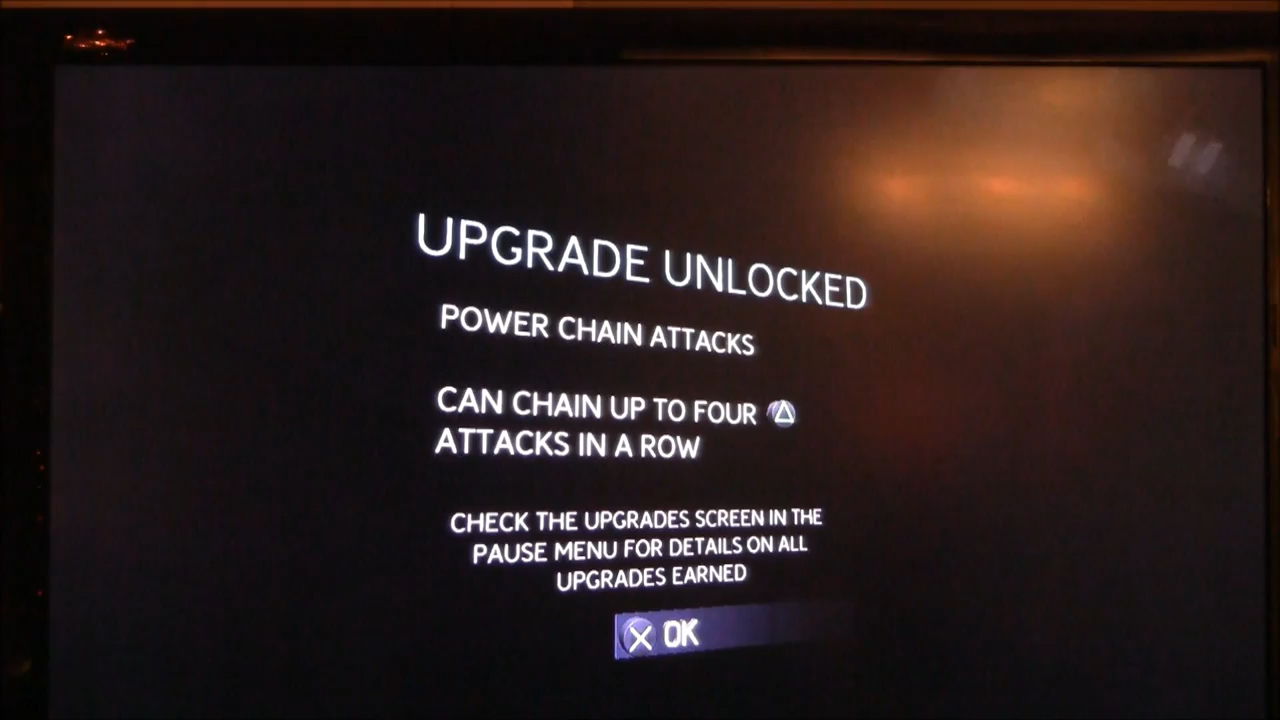 UPGRADE UNLOCKED
POWER CHAIN ATTACKS
CAN CHAIN UP TO FOUR
ATTACKS IN A ROW
CHECK THE UPGRADES SCREEN IN THE
PAUSE MENU FOR DETAILS ON ALL
UPGRADES EARNED
OK